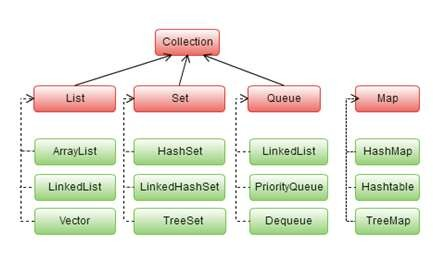 Collection
List
Set
Queue
Map
ArrayList
HashSet
LinkedList
HashMap
LinkedList
LinkedHashSet
PriorityQueue
Hashtable
Vector
TreeSet
Dequeue
TreeMap